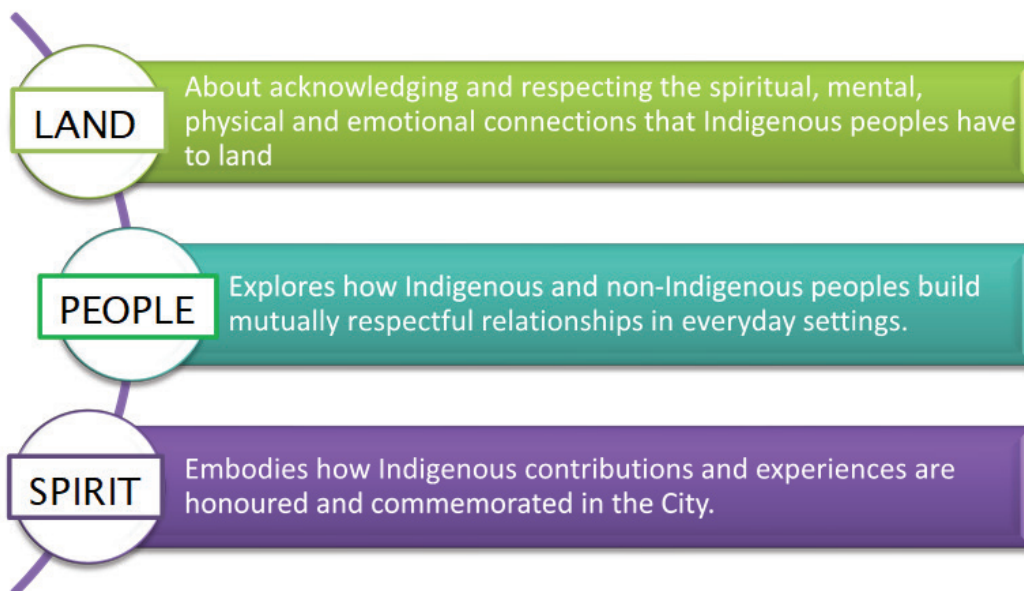 LAND
About acknowledging and respecting the spiritual, mental,
physical and emotional connections that Indigenous peoples have
to land
PEOPLE
Explores how Indigenous and non-Indigenous peoples build
mutually respectful relationships in everyday settings.
SPIRIT
Embodies how Indigenous contributions and experiences are
honoured and commemorated in the City.